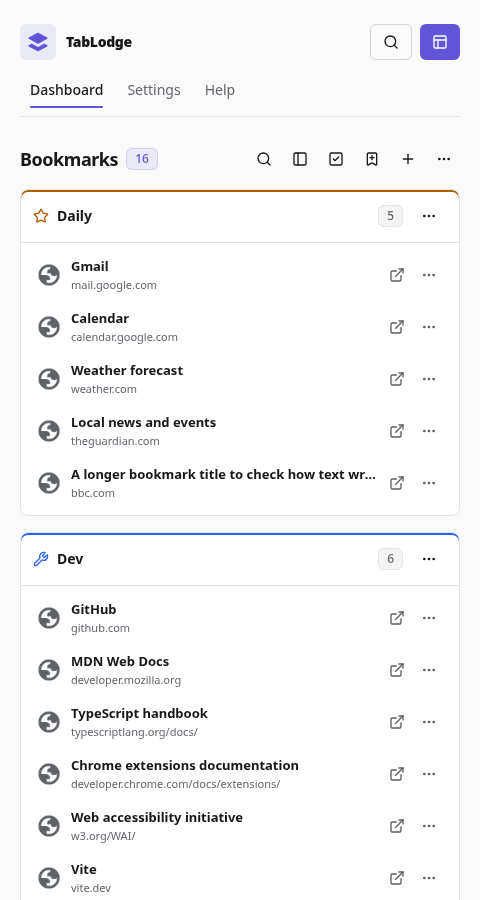 TabLodge
Dashboard Settings Help
Bookmarks 16
Daily 5
Gmail
mail.google.com
Calendar
calendar.google.com
Weather forecast
weather.com
Local news and events
theguardian.com
A longer bookmark title to check how text wr...
bbc.com
Dev 6
GitHub
github.com
MDN Web Docs
developer.mozilla.org
TypeScript handbook
typescriptlang.org/docs/
Chrome extensions documentation
developer.chrome.com/docs/extensions/
Web accessibility initiative
w3.org/WAI/
Vite
vite.dev